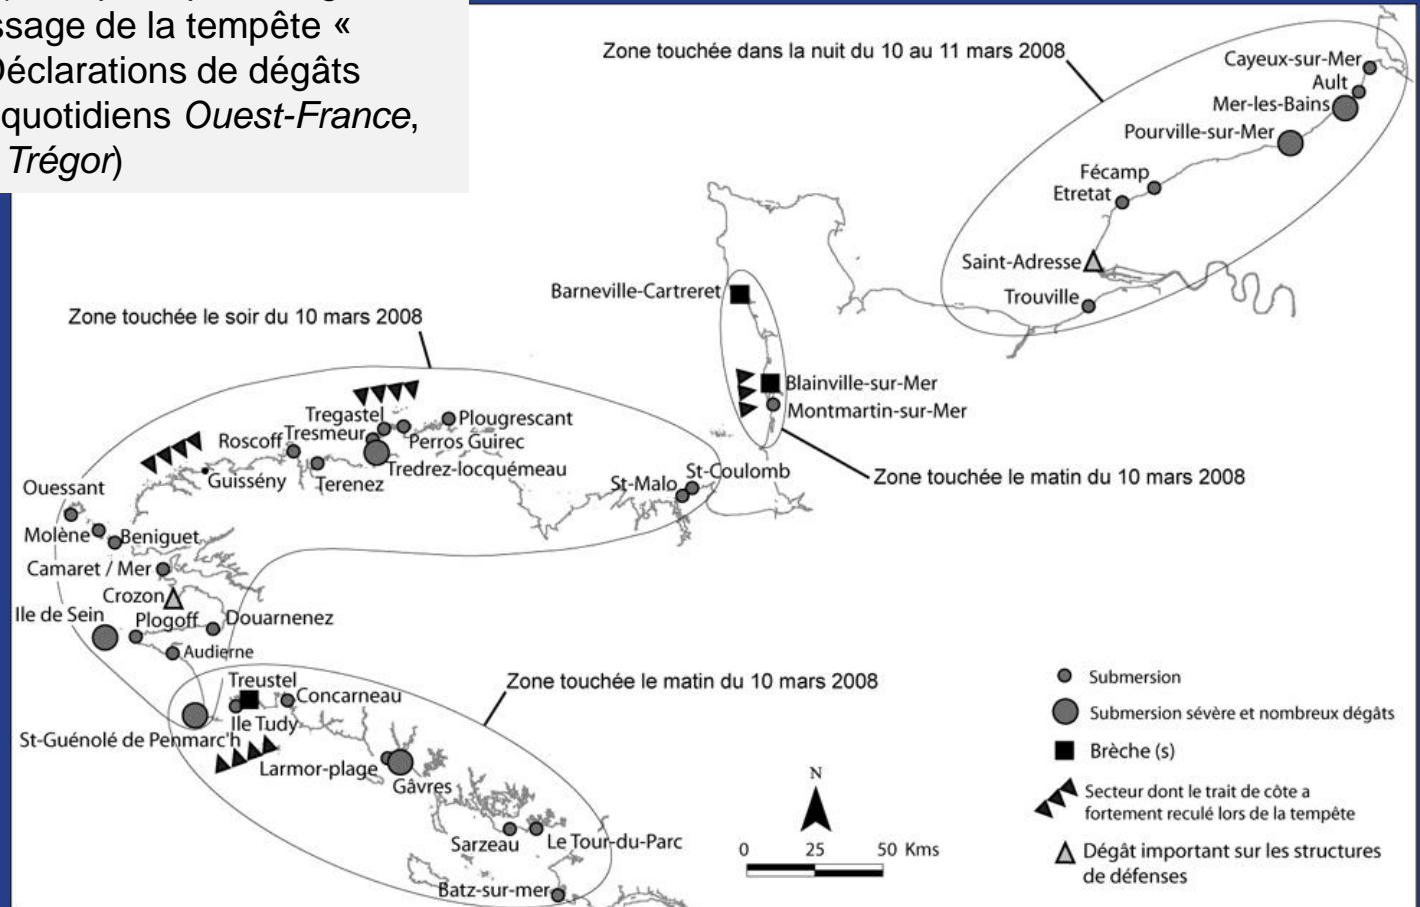 ssage de la tempête «
Déclarations de dégâts
quotidiens Ouest-France,
Trégor)
Zone touchée dans la nuit du 10 au 11 mars 2008
Cayeux-sur-Mer
Ault
Mer-les-Bains
Pourville-sur-Mer
Fécamp
Etretat
Saint-Adresse
Trouville
Barneville-Cartreret
Zone touchée le soir du 10 mars 2008
Blainville-sur-Mer
Montmartin-sur-Mer
Tregastel
Plougrescant
Roscoff
Tresmeur
Perros Guirec
Tredrez-locquémeau
Guissény
Terenez
St-Malo
St-Coulomb
Zone touchée le matin du 10 mars 2008
Ouessant
Molène
Beniguet
Camaret / Mer
Crozon
Ile de Sein
Plogoff
Douarnenez
Audierne
Treustel
Concarneau
Zone touchée le matin du 10 mars 2008
Ile Tudy
St-Guénolé de Penmarc'h
Larmor-plage
Gâvres
Sarzeau
Le Tour-du-Parc
Batz-sur-mer
N
0 25 50 Kms
Submersion
Submersion sévère et nombreux dégâts
Brèche (s)
Secteur dont le trait de côte a
fortement reculé lors de la tempête
Dégât important sur les structures
de défenses